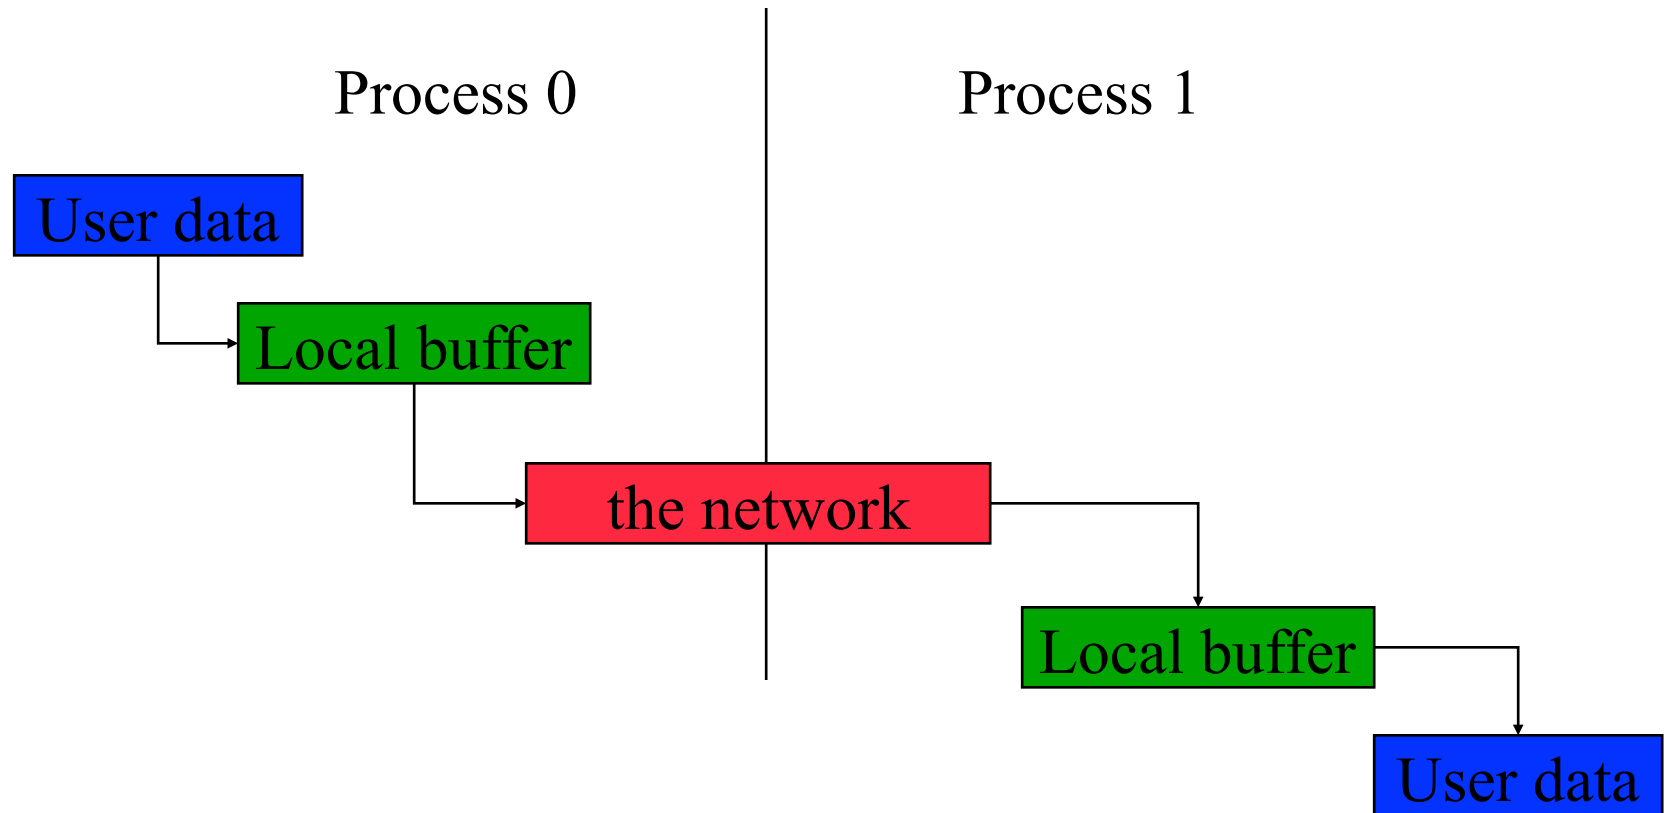 Process 0
Process 1
User data
Local buffer
the network
Local buffer
User data